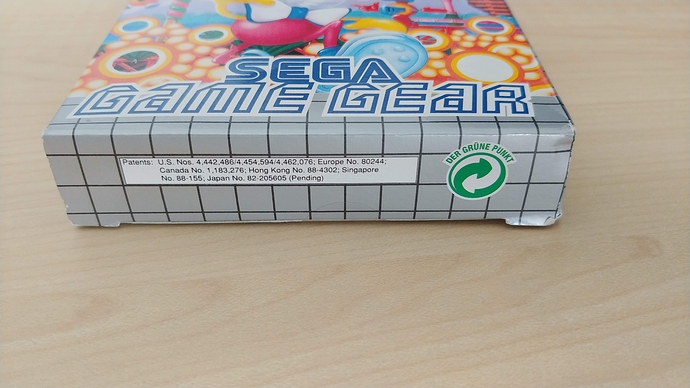 SEGA
GAME GEAR
Patents: U.S. Nos. 4,442,486/4,454,594/4,462,076; Europe No. 80244;
Canada No. 1,183,276; Hong Kong No. 88-4302; Singapore
No. 88-155; Japan No. 82-205605 (Pending)
DER GRÜNE PUNKT